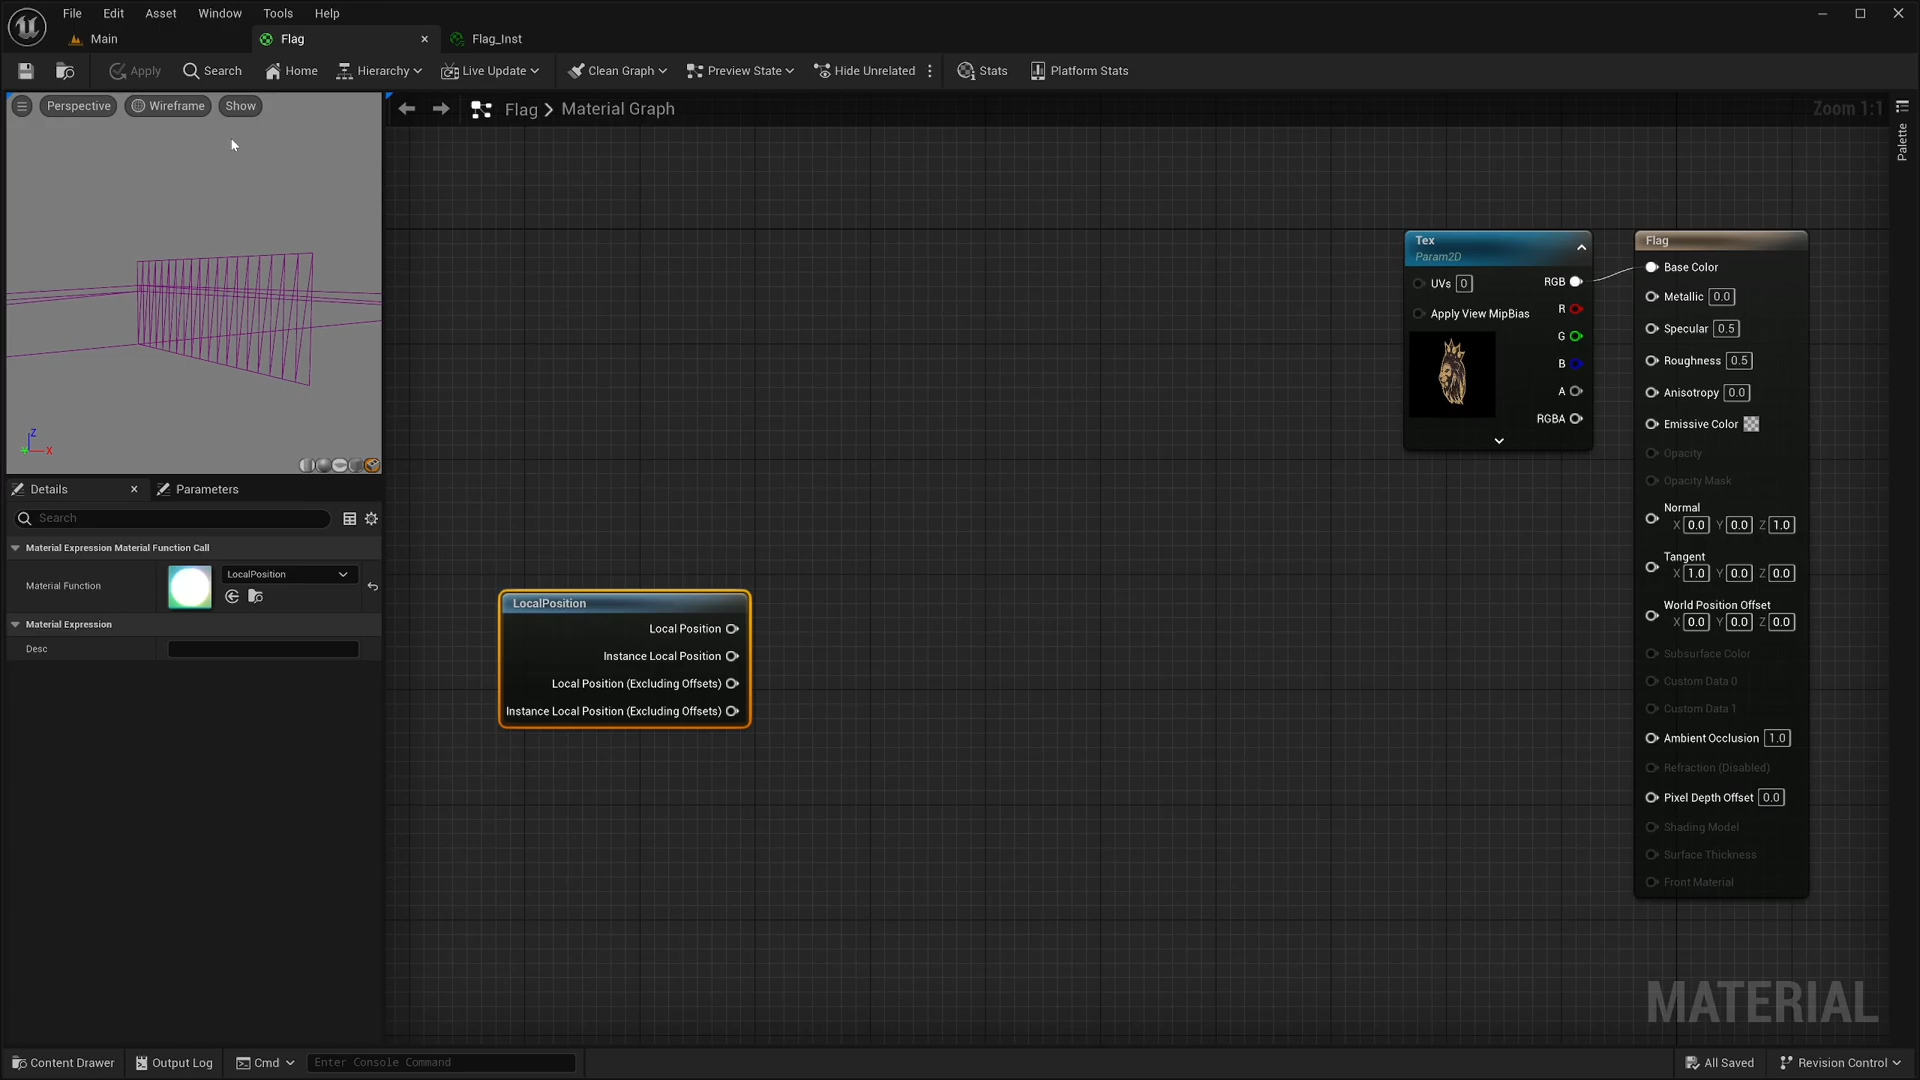 File Edit Asset Window Tools Help
Main Flag Flag_Inst
Apply Search Home Hierarchy Live Update Clean Graph Preview State Hide Unrelated Stats Platform Stats
Perspective Wireframe Show
Flag Material Graph Zoom 1:1
Palette
Z
X
Details Parameters
Search
Material Expression Material Function Call
Material Function LocalPosition
Material Expression
Desc
LocalPosition
Local Position
Instance Local Position
Local Position (Excluding Offsets)
Instance Local Position (Excluding Offsets)
Tex
Param2D
UVs 0 RGB
Apply View MipBias R
G
B
A
RGBA
Flag
Base Color
Metallic 0.0
Specular 0.5
Roughness 0.5
Anisotropy 0.0
Emissive Color
Opacity
Opacity Mask
Normal
X 0.0 Y 0.0 Z 1.0
Tangent
X 1.0 Y 0.0 Z 0.0
World Position Offset
X 0.0 Y 0.0 Z 0.0
Subsurface Color
Custom Data 0
Custom Data 1
Ambient Occlusion 1.0
Refraction (Disabled)
Pixel Depth Offset 0.0
Shading Model
Surface Thickness
Front Material
MATERIAL
Content Drawer Output Log Cmd Enter Console Command All Saved Revision Control